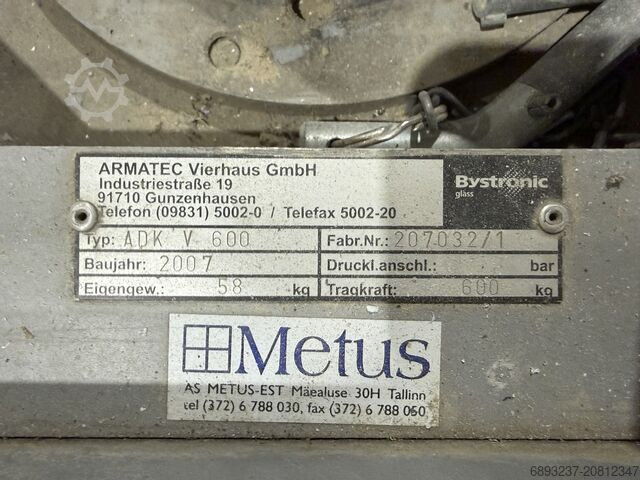 ARMATEC Vierhaus GmbH
Industriestraße 19
91710 Gunzenhausen
Telefon (09831) 5002-0 / Telefax 5002-20
Bystronic
glass
Typ: ADK V 600
Fabr.Nr.: 207032/1
Baujahr: 2007
Druckl.anschl.: bar
Eigengew.: 58 kg
Tragkraft: 600 kg
Metus
AS METUS-EST Mäealuse 30H Tallinn
tel (372) 6 788 030, fax (372) 6 788 060
6893237-20812347